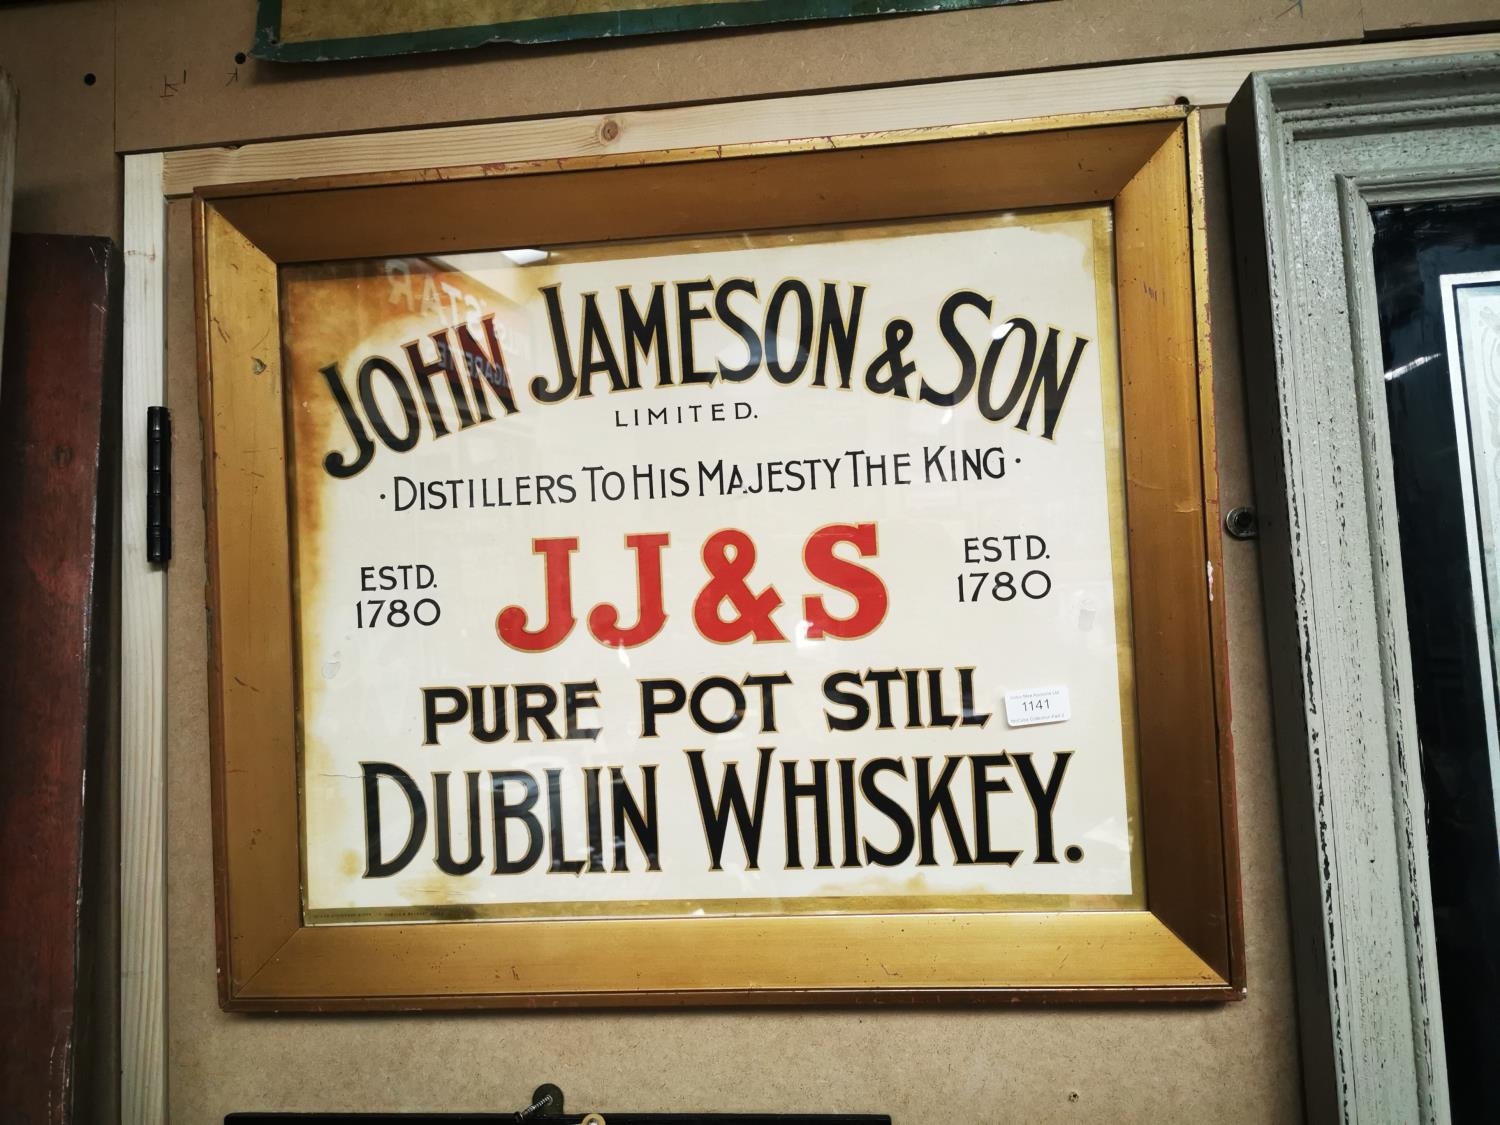 JOHN JAMESON & SON
LIMITED.
· DISTILLERS TO HIS MAJESTY THE KING ·
ESTD. 1780
JJ&S
ESTD. 1780
PURE POT STILL
1141
DUBLIN WHISKEY.
STAR